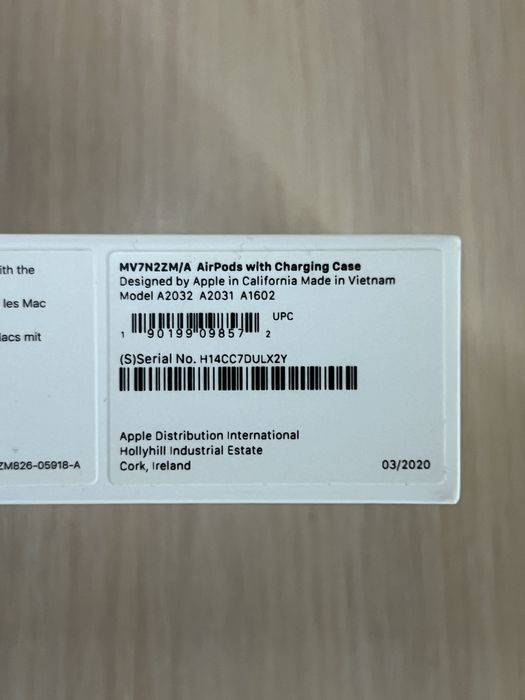 ith the
les Mac
lacs mit
ZM826-05918-A
MV7N2ZM/A AirPods with Charging Case
Designed by Apple in California Made in Vietnam
Model A2032 A2031 A1602
UPC
1 90199 09857 2
(S)Serial No. H14CC7DULX2Y
Apple Distribution International
Hollyhill Industrial Estate
Cork, Ireland
03/2020